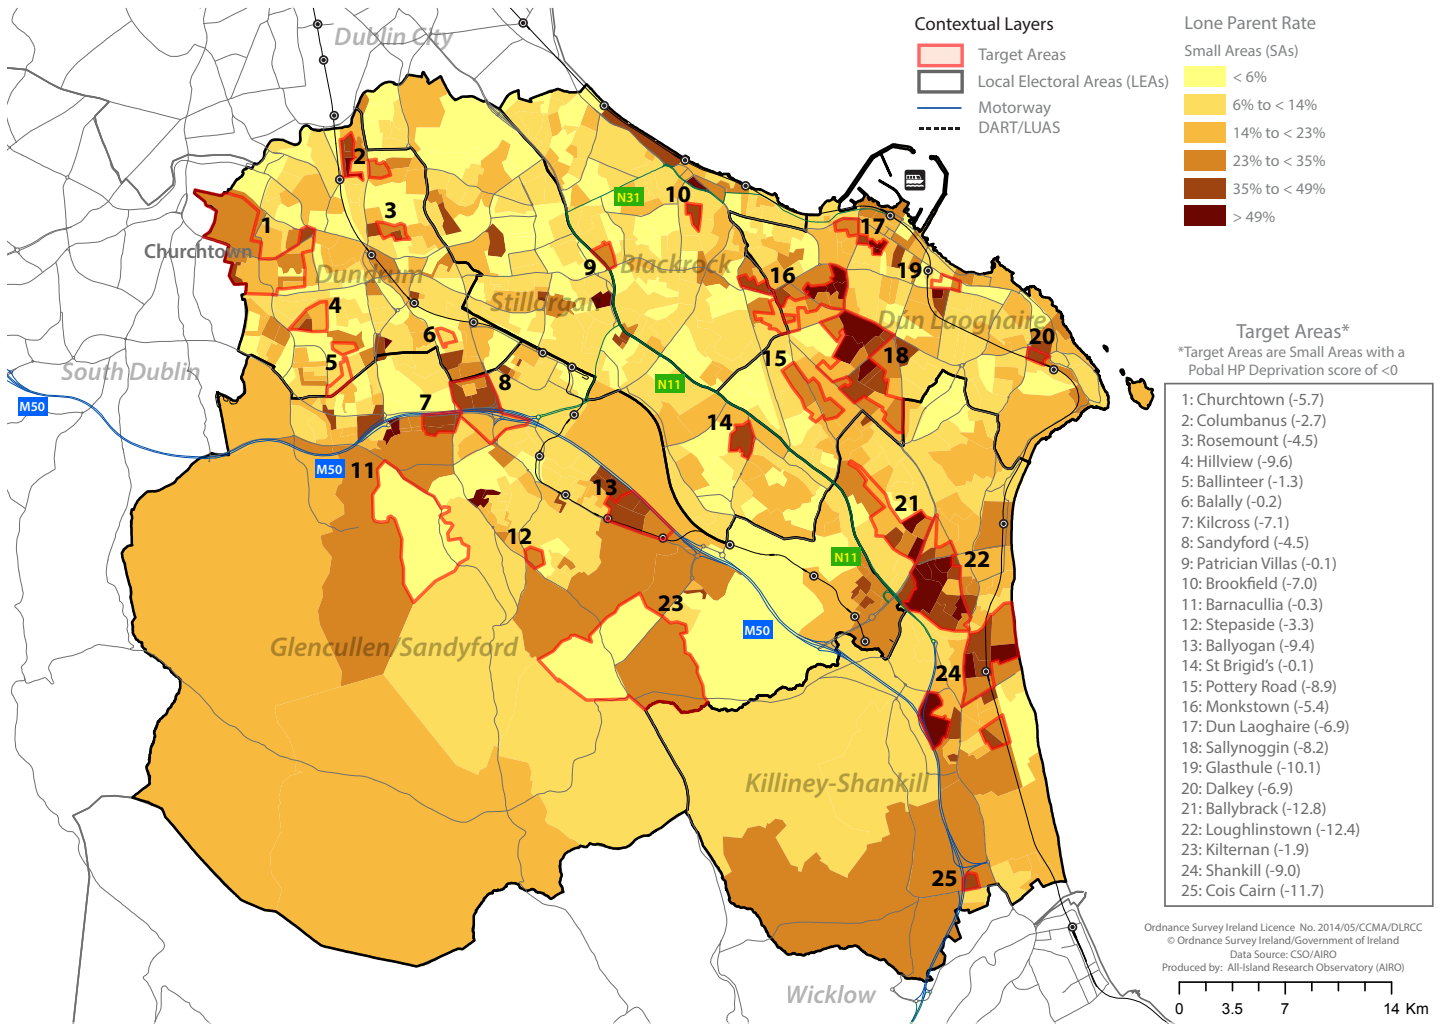 Contextual Layers
Target Areas
Local Electoral Areas (LEAs)
Motorway
DART/LUAS
Lone Parent Rate
Small Areas (SAs)
< 6%
6% to < 14%
14% to < 23%
23% to < 35%
35% to < 49%
> 49%
Dublin City
2
10
N31
3
1
17
Churchtown
Dundrum
9
Blackrock
16
19
Stillorgan
4
Dún Laoghaire
6
20
5
15
18
South Dublin
8
N11
M50
7
14
M50
11
13
21
12
N11
22
23
M50
Glencullen/Sandyford
24
Killiney-Shankill
25
Wicklow
Target Areas*
*Target Areas are Small Areas with a
Pobal HP Deprivation score of <0
1: Churchtown (-5.7)
2: Columbanus (-2.7)
3: Rosemount (-4.5)
4: Hillview (-9.6)
5: Ballinteer (-1.3)
6: Balally (-0.2)
7: Kilcross (-7.1)
8: Sandyford (-4.5)
9: Patrician Villas (-0.1)
10: Brookfield (-7.0)
11: Barnacullia (-0.3)
12: Stepaside (-3.3)
13: Ballyogan (-9.4)
14: St Brigid's (-0.1)
15: Pottery Road (-8.9)
16: Monkstown (-5.4)
17: Dun Laoghaire (-6.9)
18: Sallynoggin (-8.2)
19: Glasthule (-10.1)
20: Dalkey (-6.9)
21: Ballybrack (-12.8)
22: Loughlinstown (-12.4)
23: Kilternan (-1.9)
24: Shankill (-9.0)
25: Cois Cairn (-11.7)
Ordnance Survey Ireland Licence No. 2014/05/CCMA/DLRCC
© Ordnance Survey Ireland/Government of Ireland
Data Source: CSO/AIRO
Produced by: All-Island Research Observatory (AIRO)
0 3.5 7 14 Km